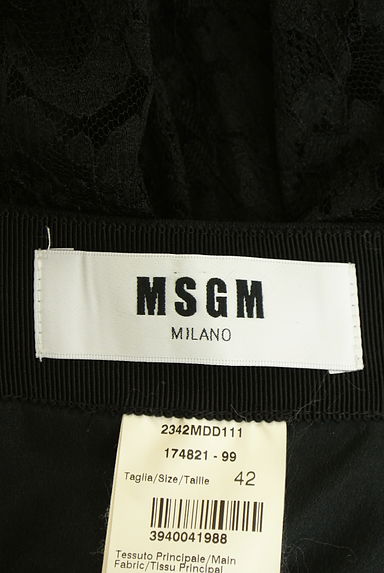 MSGM
MILANO
2342MDD111
174821 - 99
Taglia/Size/Taille 42
3940041988
Tessuto Principale/Main
Fabric/Tissu Principal